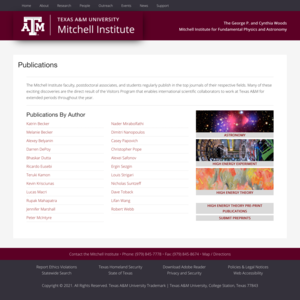 Home
About
Research
People
Outreach
Events
News
Support
ATM
TEXAS A&M UNIVERSITY
Mitchell Institute
The George P. and Cynthia Woods
Mitchell Institute for Fundamental Physics and Astronomy
Publications
The Mitchell Institute faculty, postdoctoral associates, and students regularly publish in the top journals of their respective fields. Many of these
exciting discoveries are the direct result of the Visitors Program that enables international scientific collaborators to work at Texas A&M for
extended periods throughout the year.
Publications By Author
Katrin Becker
Melanie Becker
Alexey Belyanin
Darren DePoy
Bhaskar Dutta
Ricardo Eusebi
Teruki Kamon
Kevin Krisciunas
Lucas Macri
Rupak Mahapatra
Jennifer Marshall
Peter McIntyre
Nader Mirabolfathi
Dimitri Nanopoulos
Casey Papovich
Christopher Pope
Alexei Safonov
Ergin Sezgin
Louis Strigari
Nicholas Suntzeff
Dave Toback
Lifan Wang
Robert Webb
ASTRONOMY
HIGH ENERGY EXPERIMENT
HIGH ENERGY THEORY
HIGH ENERGY THEORY PRE-PRINT
PUBLICATIONS
SUBMIT PREPRINTS
Contact the Mitchell Institute • Phone (979) 845-7778 • Fax (979) 845-8674 • Map / Directions
Report Ethics Violations
Texas Homeland Security
Download Adobe Reader
Policies & Legal Notices
Statewide Search
State of Texas
Privacy and Security
Web Accessibility
Copyright © 2021. All Rights Reserved. Texas A&M University Trademark | Texas A&M University, College Station, Texas 77843